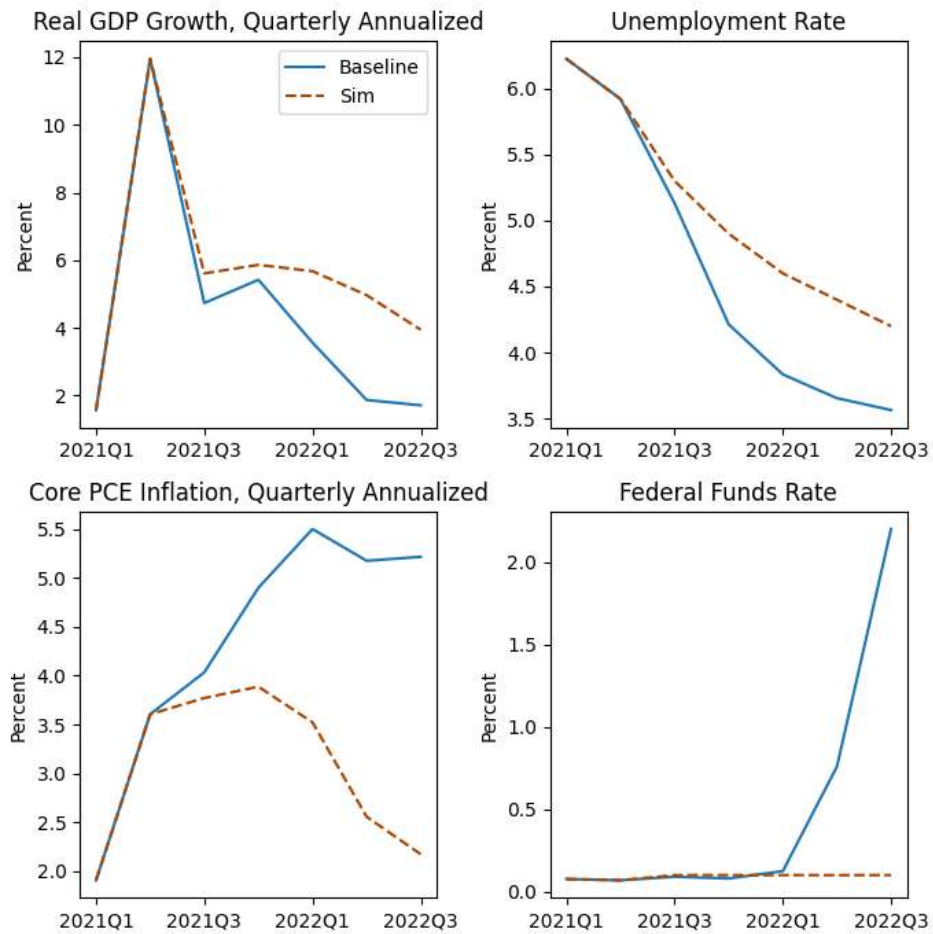 Real GDP Growth, Quarterly Annualized
12
10
8
6
4
2
Percent
Baseline
Sim
2021Q1 2021Q3 2022Q1 2022Q3
Unemployment Rate
6.0
5.5
5.0
4.5
4.0
3.5
Percent
2021Q1 2021Q3 2022Q1 2022Q3
Core PCE Inflation, Quarterly Annualized
5.5
5.0
4.5
4.0
3.5
3.0
2.5
2.0
Percent
2021Q1 2021Q3 2022Q1 2022Q3
Federal Funds Rate
2.0
1.5
1.0
0.5
0.0
Percent
2021Q1 2021Q3 2022Q1 2022Q3